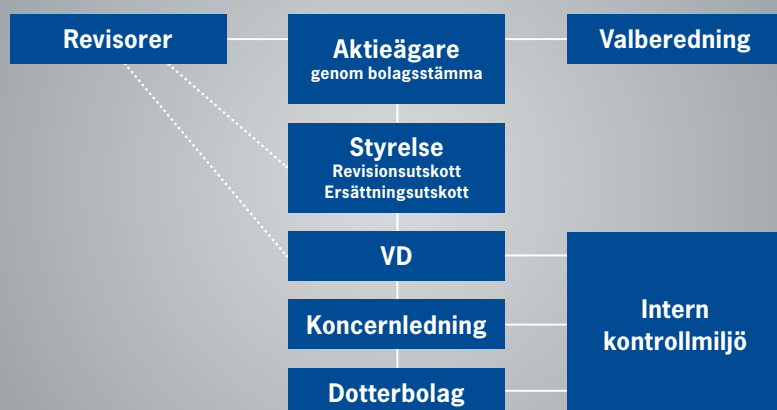 Revisorer
Aktieägare
genom bolagsstämma
Valberedning
Styrelse
Revisionsutskott
Ersättningsutskott
VD
Koncernledning
Intern
kontrollmiljö
Dotterbolag